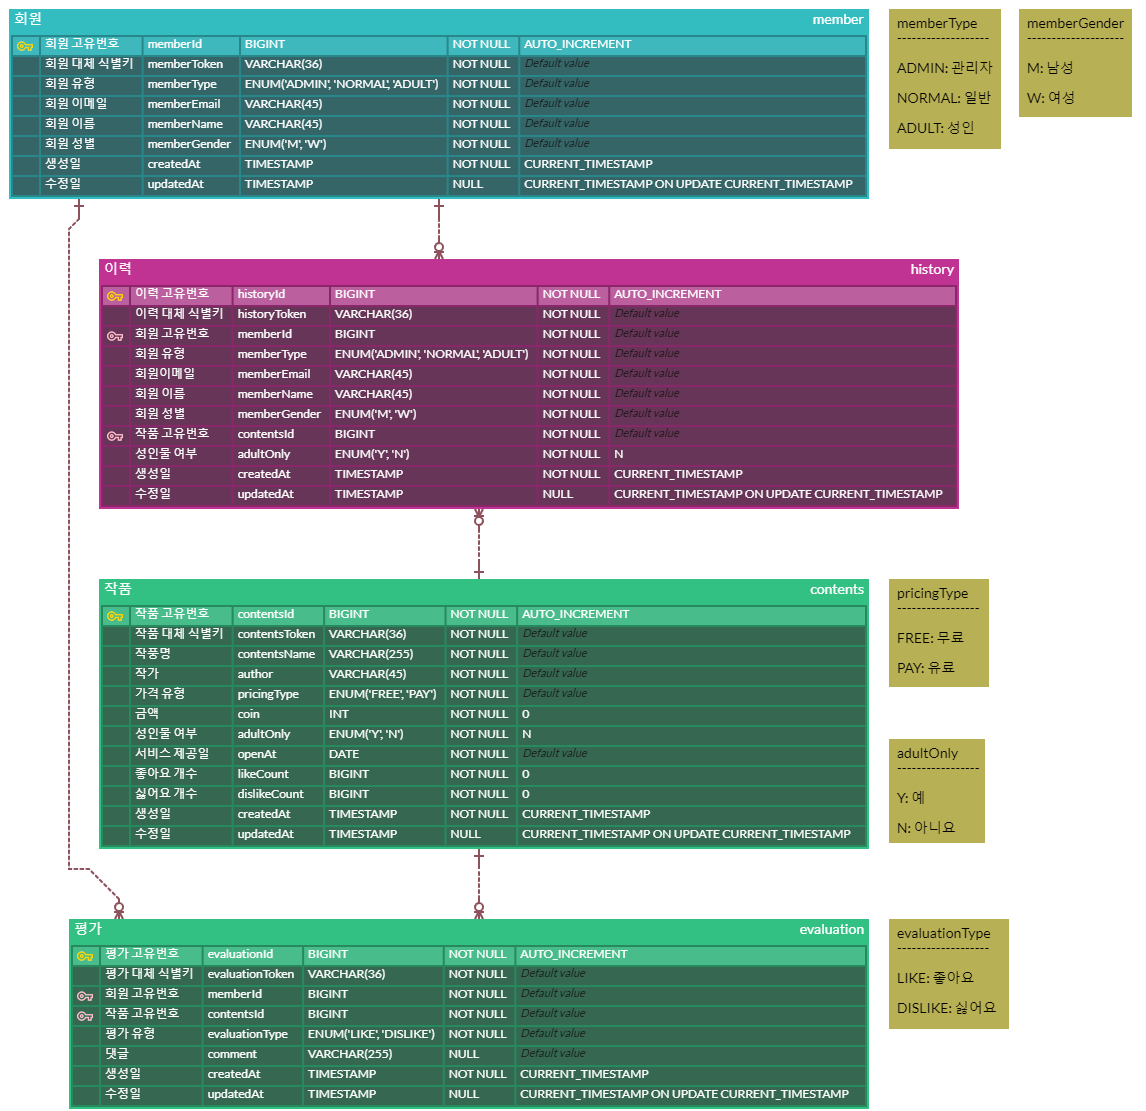 회원 member
회원 고유번호 memberId BIGINT NOT NULL AUTO_INCREMENT
회원 대체 식별키 memberToken VARCHAR(36) NOT NULL Default value
회원 유형 memberType ENUM('ADMIN', 'NORMAL', 'ADULT') NOT NULL Default value
회원 이메일 memberEmail VARCHAR(45) NOT NULL Default value
회원 이름 memberName VARCHAR(45) NOT NULL Default value
회원 성별 memberGender ENUM('M', 'W') NOT NULL Default value
생성일 createdAt TIMESTAMP NOT NULL CURRENT_TIMESTAMP
수정일 updatedAt TIMESTAMP NULL CURRENT_TIMESTAMP ON UPDATE CURRENT_TIMESTAMP
memberType
------------------
ADMIN: 관리자
NORMAL: 일반
ADULT: 성인
memberGender
-------------------
M: 남성
W: 여성
이력 history
이력 고유번호 historyId BIGINT NOT NULL AUTO_INCREMENT
이력 대체 식별키 historyToken VARCHAR(36) NOT NULL Default value
회원 고유번호 memberId BIGINT NOT NULL Default value
회원 유형 memberType ENUM('ADMIN', 'NORMAL', 'ADULT') NOT NULL Default value
회원이메일 memberEmail VARCHAR(45) NOT NULL Default value
회원 이름 memberName VARCHAR(45) NOT NULL Default value
회원 성별 memberGender ENUM('M', 'W') NOT NULL Default value
작품 고유번호 contentsId BIGINT NOT NULL Default value
성인물 여부 adultOnly ENUM('Y', 'N') NOT NULL N
생성일 createdAt TIMESTAMP NOT NULL CURRENT_TIMESTAMP
수정일 updatedAt TIMESTAMP NULL CURRENT_TIMESTAMP ON UPDATE CURRENT_TIMESTAMP
작품 contents
작품 고유번호 contentsId BIGINT NOT NULL AUTO_INCREMENT
작품 대체 식별키 contentsToken VARCHAR(36) NOT NULL Default value
작품명 contentsName VARCHAR(255) NOT NULL Default value
작가 author VARCHAR(45) NOT NULL Default value
가격 유형 pricingType ENUM('FREE', 'PAY') NOT NULL Default value
금액 coin INT NOT NULL 0
성인물 여부 adultOnly ENUM('Y', 'N') NOT NULL N
서비스 제공일 openAt DATE NOT NULL Default value
좋아요 개수 likeCount BIGINT NOT NULL 0
싫어요 개수 dislikeCount BIGINT NOT NULL 0
생성일 createdAt TIMESTAMP NOT NULL CURRENT_TIMESTAMP
수정일 updatedAt TIMESTAMP NULL CURRENT_TIMESTAMP ON UPDATE CURRENT_TIMESTAMP
pricingType
----------------
FREE: 무료
PAY: 유료
adultOnly
----------------
Y: 예
N: 아니요
평가 evaluation
평가 고유번호 evaluationId BIGINT NOT NULL AUTO_INCREMENT
평가 대체 식별키 evaluationToken VARCHAR(36) NOT NULL Default value
회원 고유번호 memberId BIGINT NOT NULL Default value
작품 고유번호 contentsId BIGINT NOT NULL Default value
평가 유형 evaluationType ENUM('LIKE', 'DISLIKE') NOT NULL Default value
댓글 comment VARCHAR(255) NULL Default value
생성일 createdAt TIMESTAMP NOT NULL CURRENT_TIMESTAMP
수정일 updatedAt TIMESTAMP NULL CURRENT_TIMESTAMP ON UPDATE CURRENT_TIMESTAMP
evaluationType
------------------
LIKE: 좋아요
DISLIKE: 싫어요